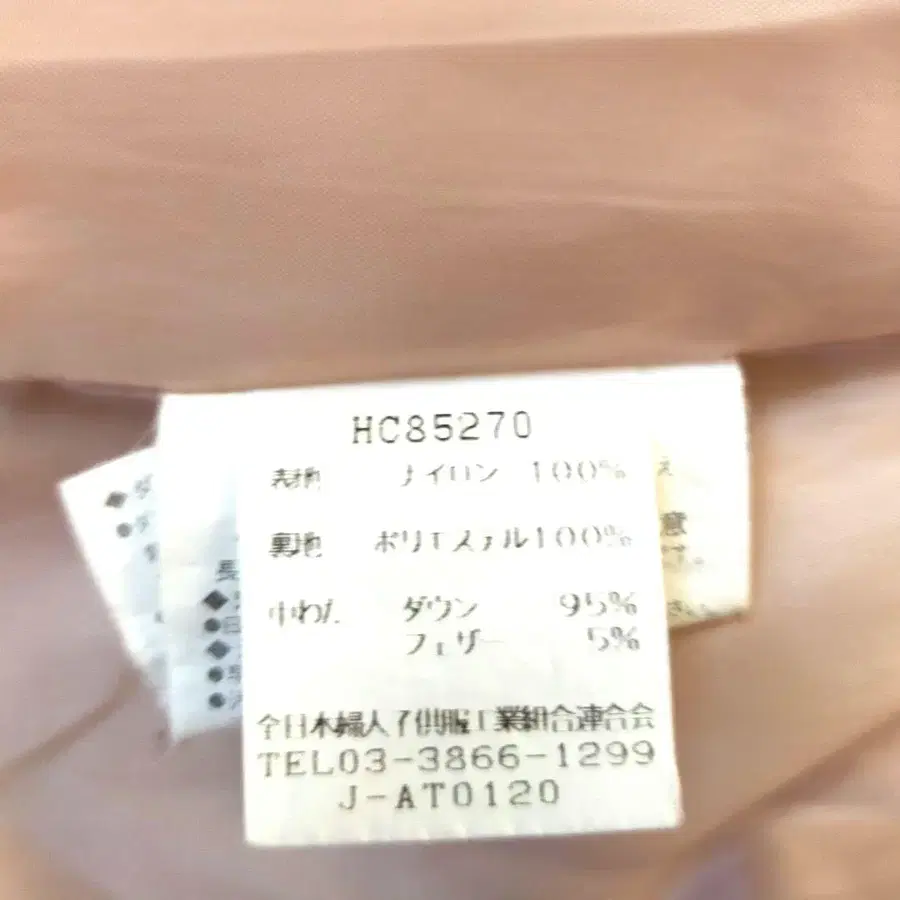 HC85270
表地 ナイロン 100%
裏地 ポリエステル100%
中わた ダウン 95%
フェザー 5%
全日本婦人子供服工業組合連合会
TEL03-3866-1299
J-AT0120
長
意